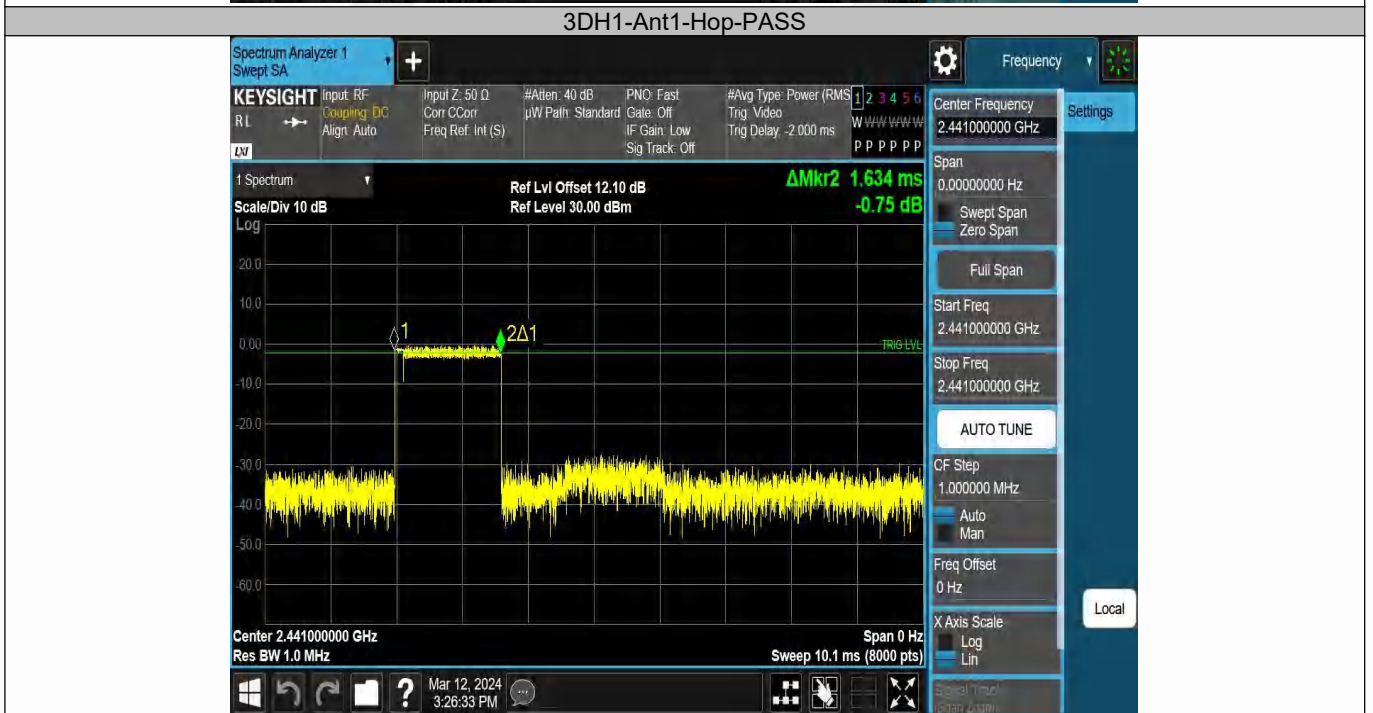 3DH1-Ant1-Hop-PASS
Spectrum Analyzer 1
Swept SA
Frequency
KEYSIGHT
RL
LXI
Input: RF
Coupling: DC
Align: Auto
Input Z: 50 Ω
Corr CCorr
Freq Ref: Int (S)
#Atten: 40 dB
µW Path: Standard
PNO: Fast
Gate: Off
IF Gain: Low
Sig Track: Off
#Avg Type: Power (RMS
Trig: Video
Trig Delay: -2.000 ms
1 2 3 4 5 6
W W W W W W
P P P P P P
1 Spectrum
Scale/Div 10 dB
Log
Ref Lvl Offset 12.10 dB
Ref Level 30.00 dBm
ΔMkr2 1.634 ms
-0.75 dB
20.0
10.0
0.00
-10.0
-20.0
-30.0
-40.0
-50.0
-60.0
1
2Δ1
TRIG LVL
Center 2.441000000 GHz
Res BW 1.0 MHz
Span 0 Hz
Sweep 10.1 ms (8000 pts)
Mar 12, 2024
3:26:33 PM
Center Frequency
2.441000000 GHz
Settings
Span
0.00000000 Hz
Swept Span
Zero Span
Full Span
Start Freq
2.441000000 GHz
Stop Freq
2.441000000 GHz
AUTO TUNE
CF Step
1.000000 MHz
Auto
Man
Freq Offset
0 Hz
X Axis Scale
Log
Lin
Local
Signal Track
(Span Zoom)